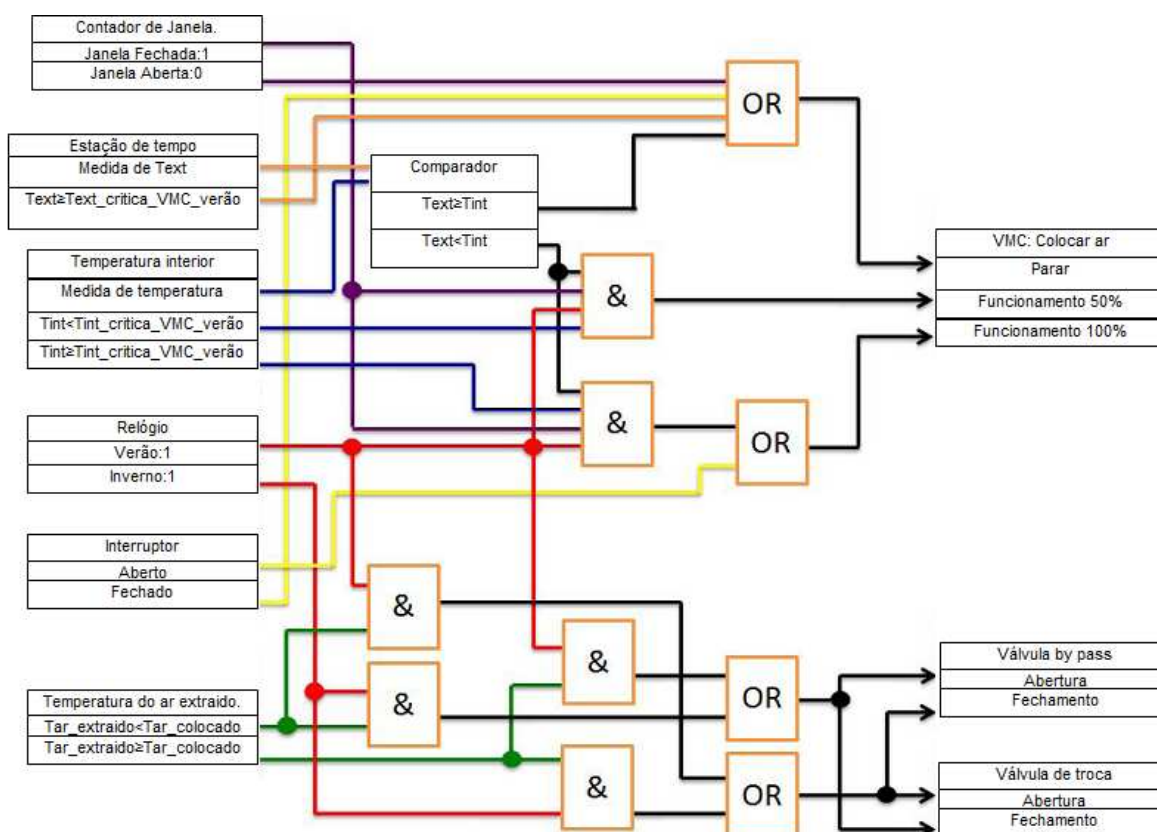 Contador de Janela.
Janela Fechada:1
Janela Aberta:0
Estação de tempo
Medida de Text
Text≥Text_critica_VMC_verão
Comparador
Text≥Tint
Text<Tint
Temperatura interior
Medida de temperatura
Tint<Tint_critica_VMC_verão
Tint≥Tint_critica_VMC_verão
Relógio
Verão:1
Inverno:1
Interruptor
Aberto
Fechado
Temperatura do ar extraido.
Tar_extraido<Tar_colocado
Tar_extraido≥Tar_colocado
OR
&
&
OR
&
&
&
&
OR
OR
VMC: Colocar ar
Parar
Funcionamento 50%
Funcionamento 100%
Válvula by pass
Abertura
Fechamento
Válvula de troca
Abertura
Fechamento